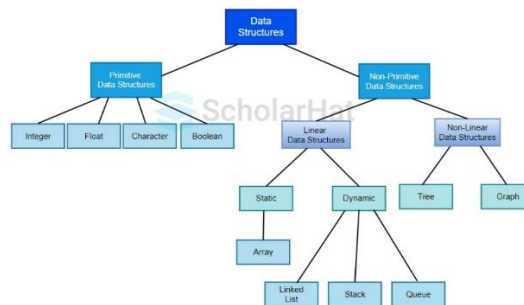 Data
Structures
Primitive
Data Structures
Non-Primitive
Data Structures
ScholarHat
Integer
Float
Character
Boolean
Linear
Data Structures
Non-Linear
Data Structures
Static
Dynamic
Tree
Graph
Array
Linked
List
Stack
Queue